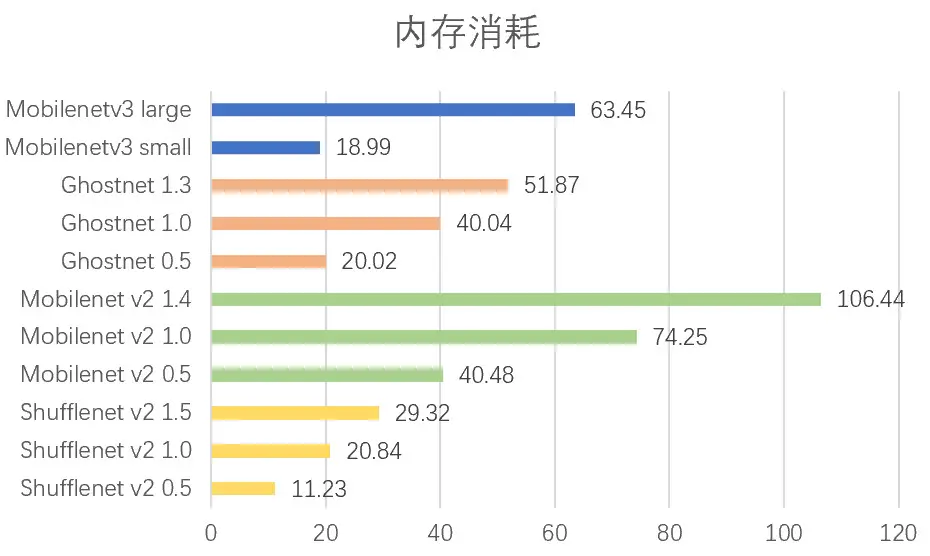 内存消耗
Mobilenetv3 large 63.45
Mobilenetv3 small 18.99
Ghostnet 1.3 51.87
Ghostnet 1.0 40.04
Ghostnet 0.5 20.02
Mobilenet v2 1.4 106.44
Mobilenet v2 1.0 74.25
Mobilenet v2 0.5 40.48
Shufflenet v2 1.5 29.32
Shufflenet v2 1.0 20.84
Shufflenet v2 0.5 11.23
0 20 40 60 80 100 120